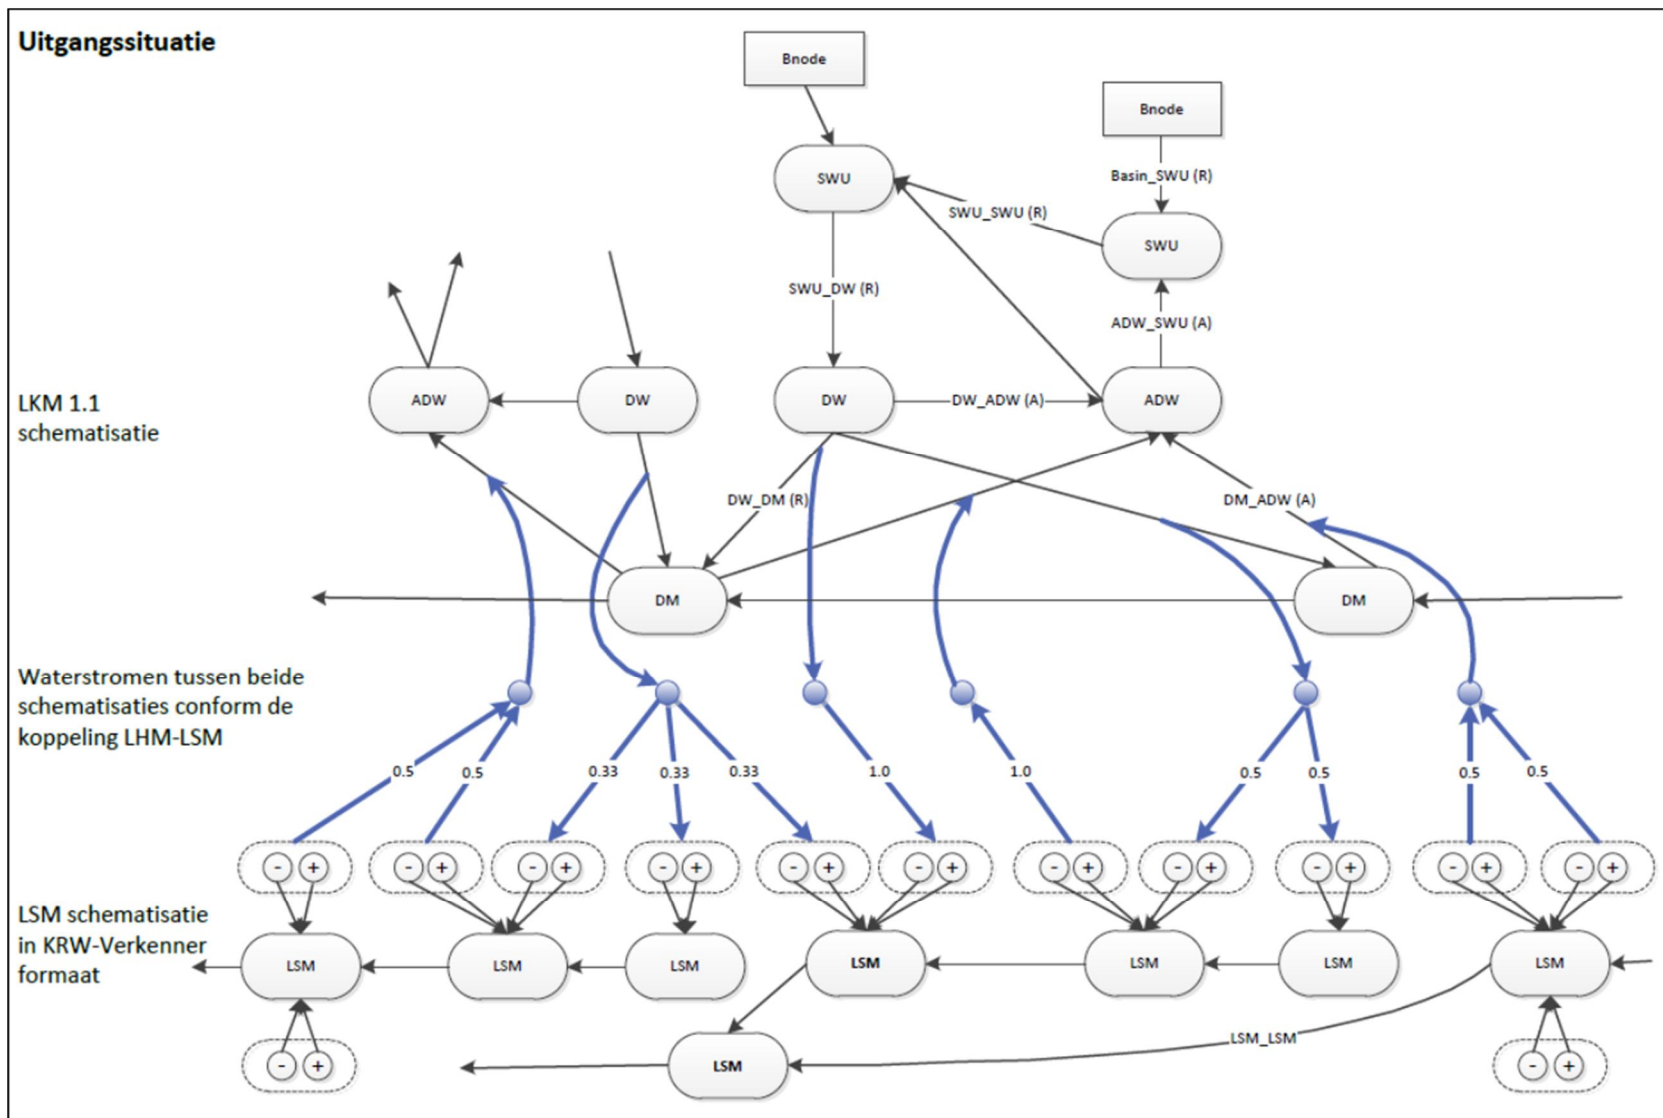 Uitgangssituatie
Bnode
Bnode
Basin_SWU (R)
SWU
SWU_SWU (R)
SWU
SWU_DW (R)
ADW_SWU (A)
LKM 1.1
schematisatie
ADW
DW
DW
DW_ADW (A)
ADW
DW_DM (R)
DM_ADW (A)
DM
DM
Waterstromen tussen beide
schematisaties conform de
koppeling LHM-LSM
0.5
0.5
0.33
0.33
0.33
1.0
1.0
0.5
0.5
0.5
0.5
- +
- +
- +
- +
- +
- +
- +
- +
- +
- +
- +
LSM schematisatie
in KRW-Verkenner
formaat
LSM
LSM
LSM
LSM
LSM
LSM
LSM
LSM_LSM
- +
LSM
- +